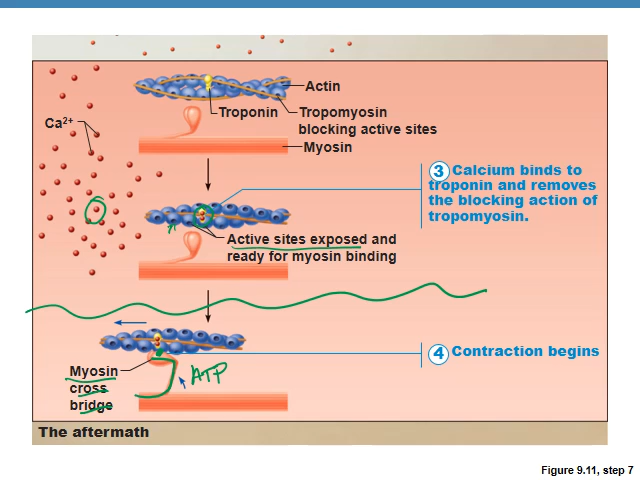 Actin
Troponin
Tropomyosin
blocking active sites
Ca2+
Myosin
3 Calcium binds to
troponin and removes
the blocking action of
tropomyosin.
Active sites exposed and
ready for myosin binding
4 Contraction begins
Myosin
cross
bridge
ATP
The aftermath
Figure 9.11, step 7